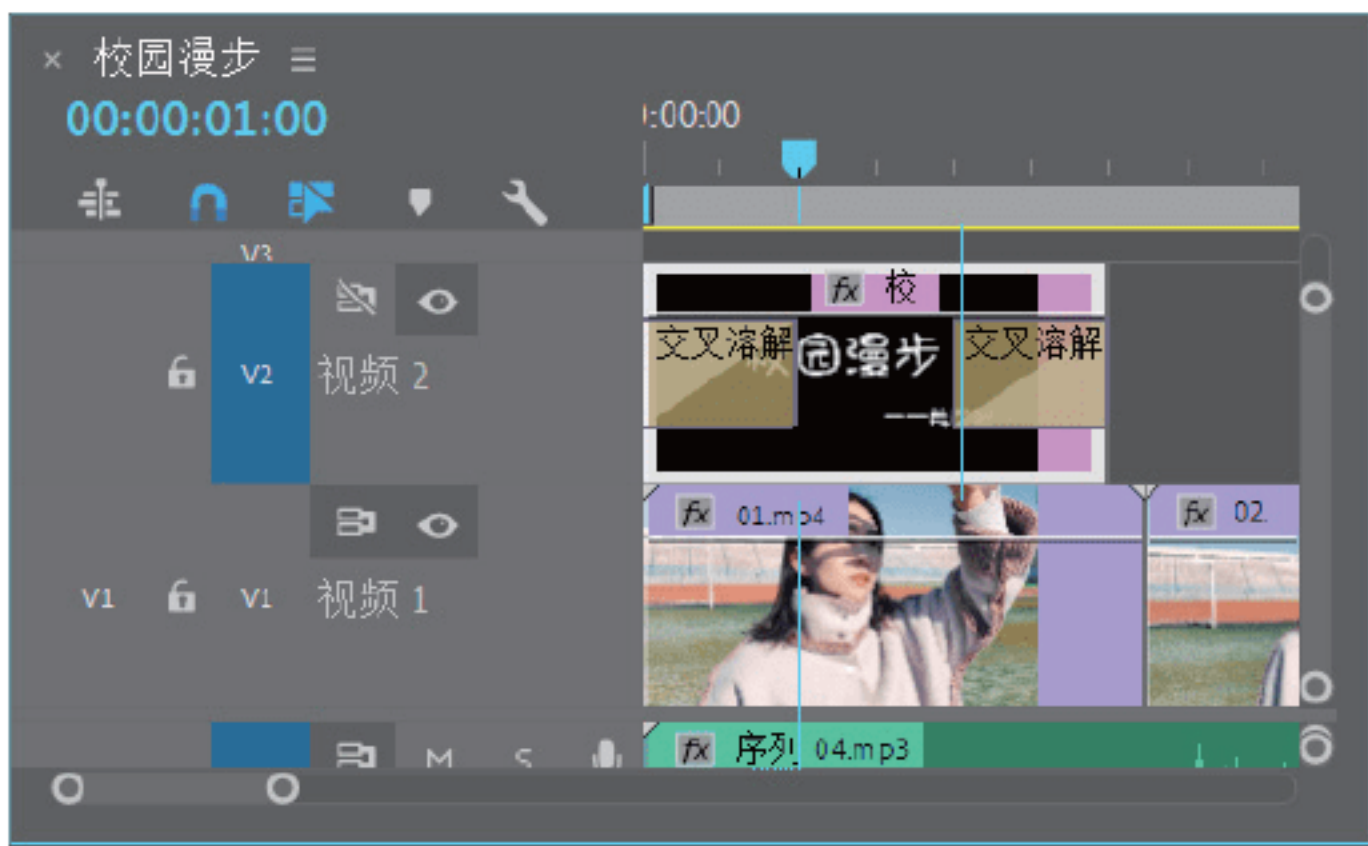 校园漫步
00:00:01:00
:00:00
V3
fx 校
V2 视频 2
交叉溶解 园漫步 交叉溶解
fx 01.mp4 fx 02.
V1 V1 视频 1
M S fx 序列 04.mp3